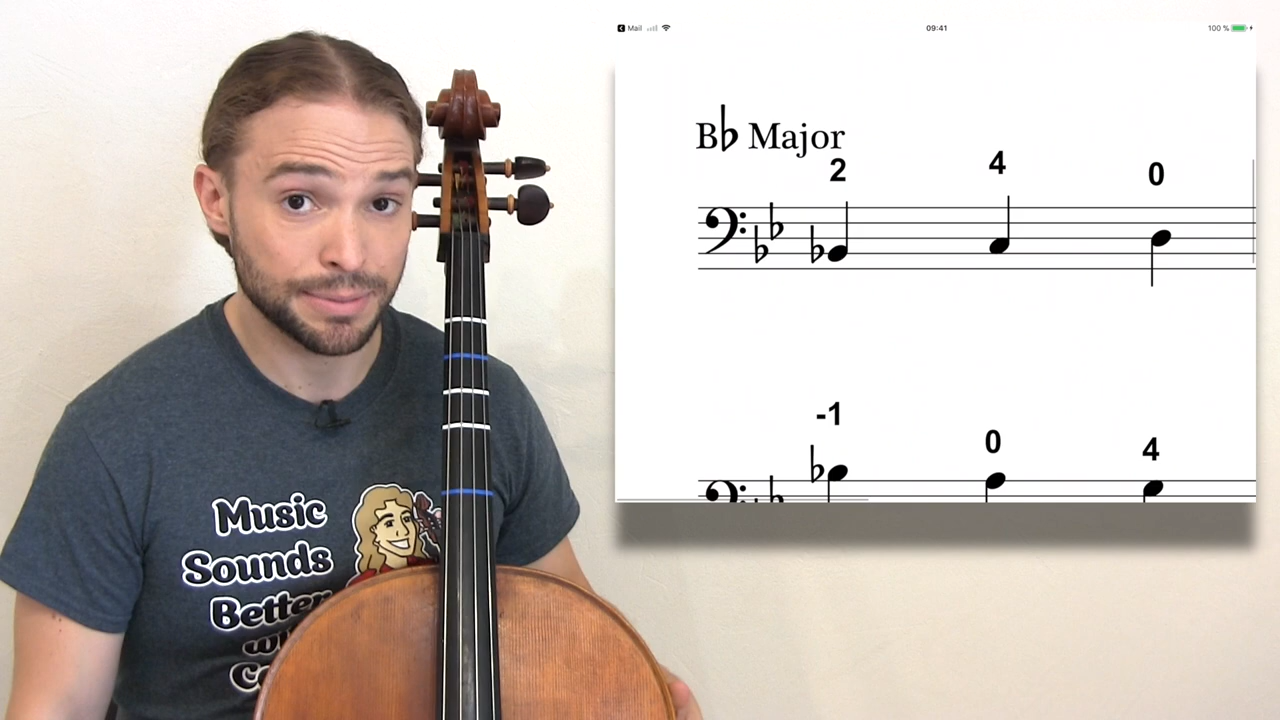 Mail
09:41
100 %
B♭ Major
2 4 0
-1 0 4
Music
Sounds
Better